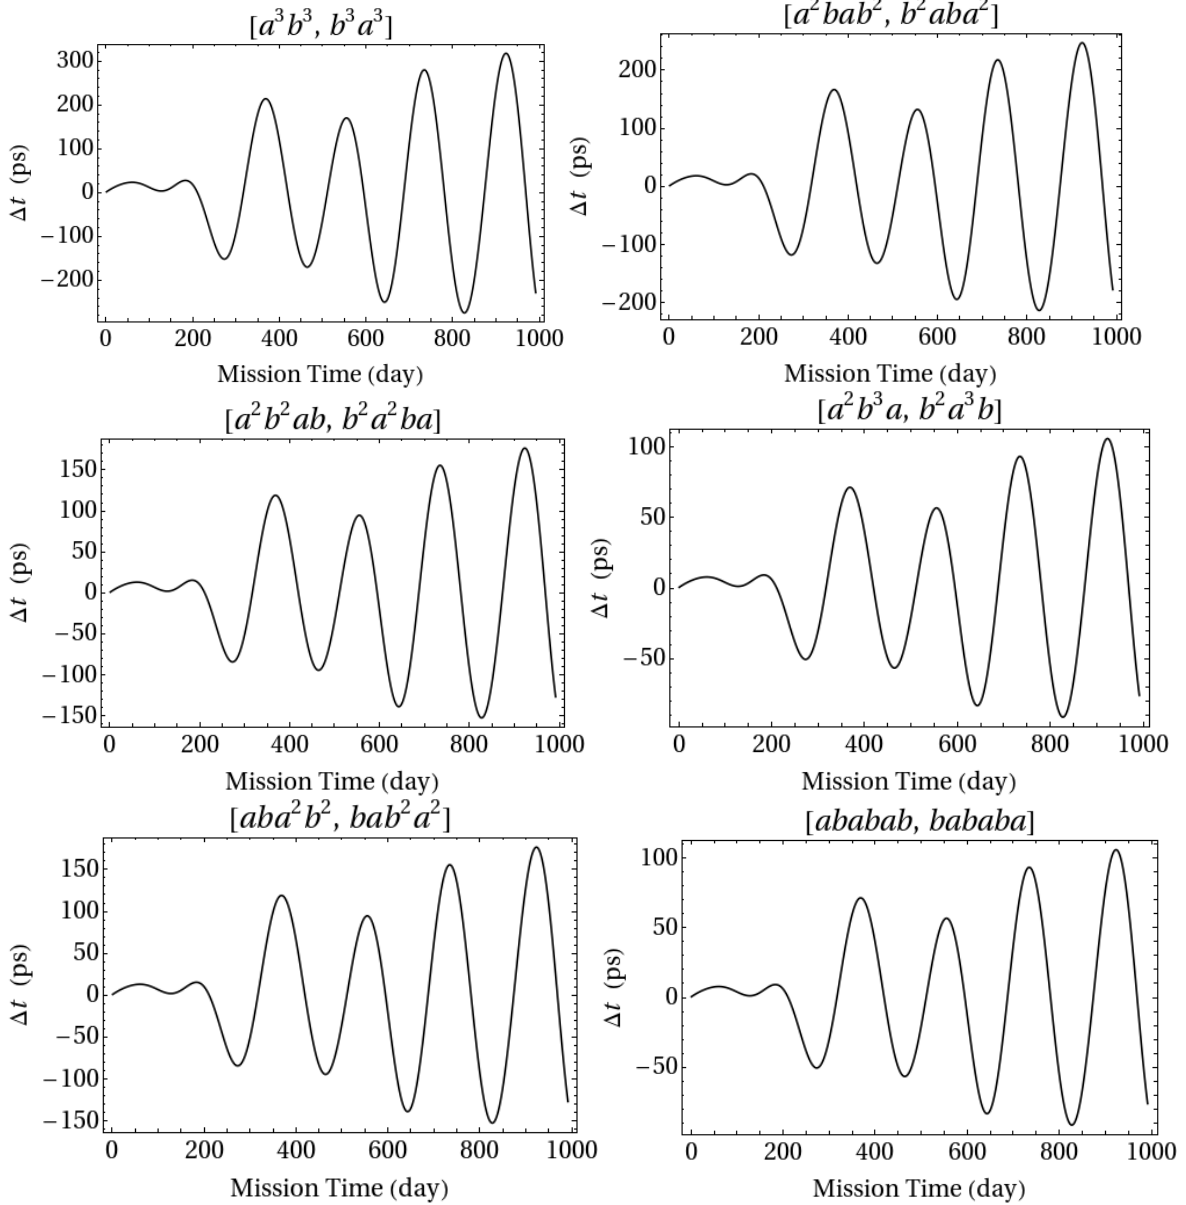 [a³b³, b³a³]
300
200
100
0
−100
−200
Δt (ps)
0 200 400 600 800 1000
Mission Time (day)
[a²bab², b²aba²]
200
100
0
−100
−200
Δt (ps)
0 200 400 600 800 1000
Mission Time (day)
[a²b²ab, b²a²ba]
150
100
50
0
−50
−100
−150
Δt (ps)
0 200 400 600 800 1000
Mission Time (day)
[a²b³a, b²a³b]
100
50
0
−50
Δt (ps)
0 200 400 600 800 1000
Mission Time (day)
[aba²b², bab²a²]
150
100
50
0
−50
−100
−150
Δt (ps)
0 200 400 600 800 1000
Mission Time (day)
[ababab, bababa]
100
50
0
−50
Δt (ps)
0 200 400 600 800 1000
Mission Time (day)